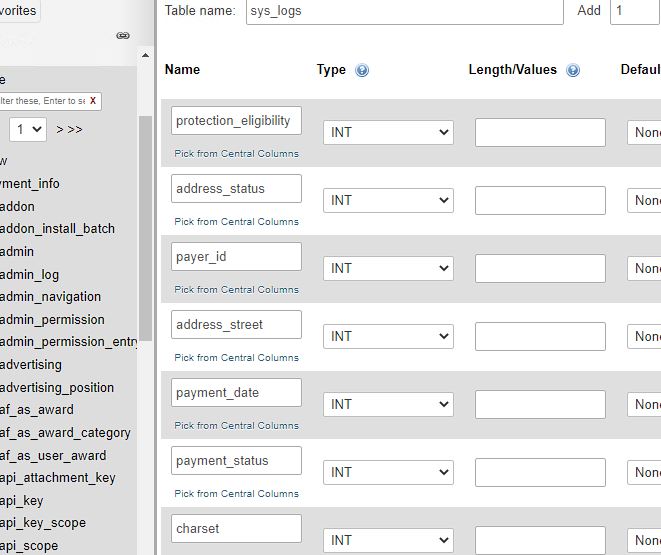 vorites
Table name: sys_logs Add 1
Name Type Length/Values Defaul
e
lter these, Enter to se X
1 > >>
w
yment_info
addon
addon_install_batch
admin
admin_log
admin_navigation
admin_permission
admin_permission_entry
advertising
advertising_position
af_as_award
af_as_award_category
af_as_user_award
api_attachment_key
api_key
api_key_scope
api_scope
protection_eligibility INT None
Pick from Central Columns
address_status INT None
Pick from Central Columns
payer_id INT None
Pick from Central Columns
address_street INT None
Pick from Central Columns
payment_date INT None
Pick from Central Columns
payment_status INT None
Pick from Central Columns
charset INT None